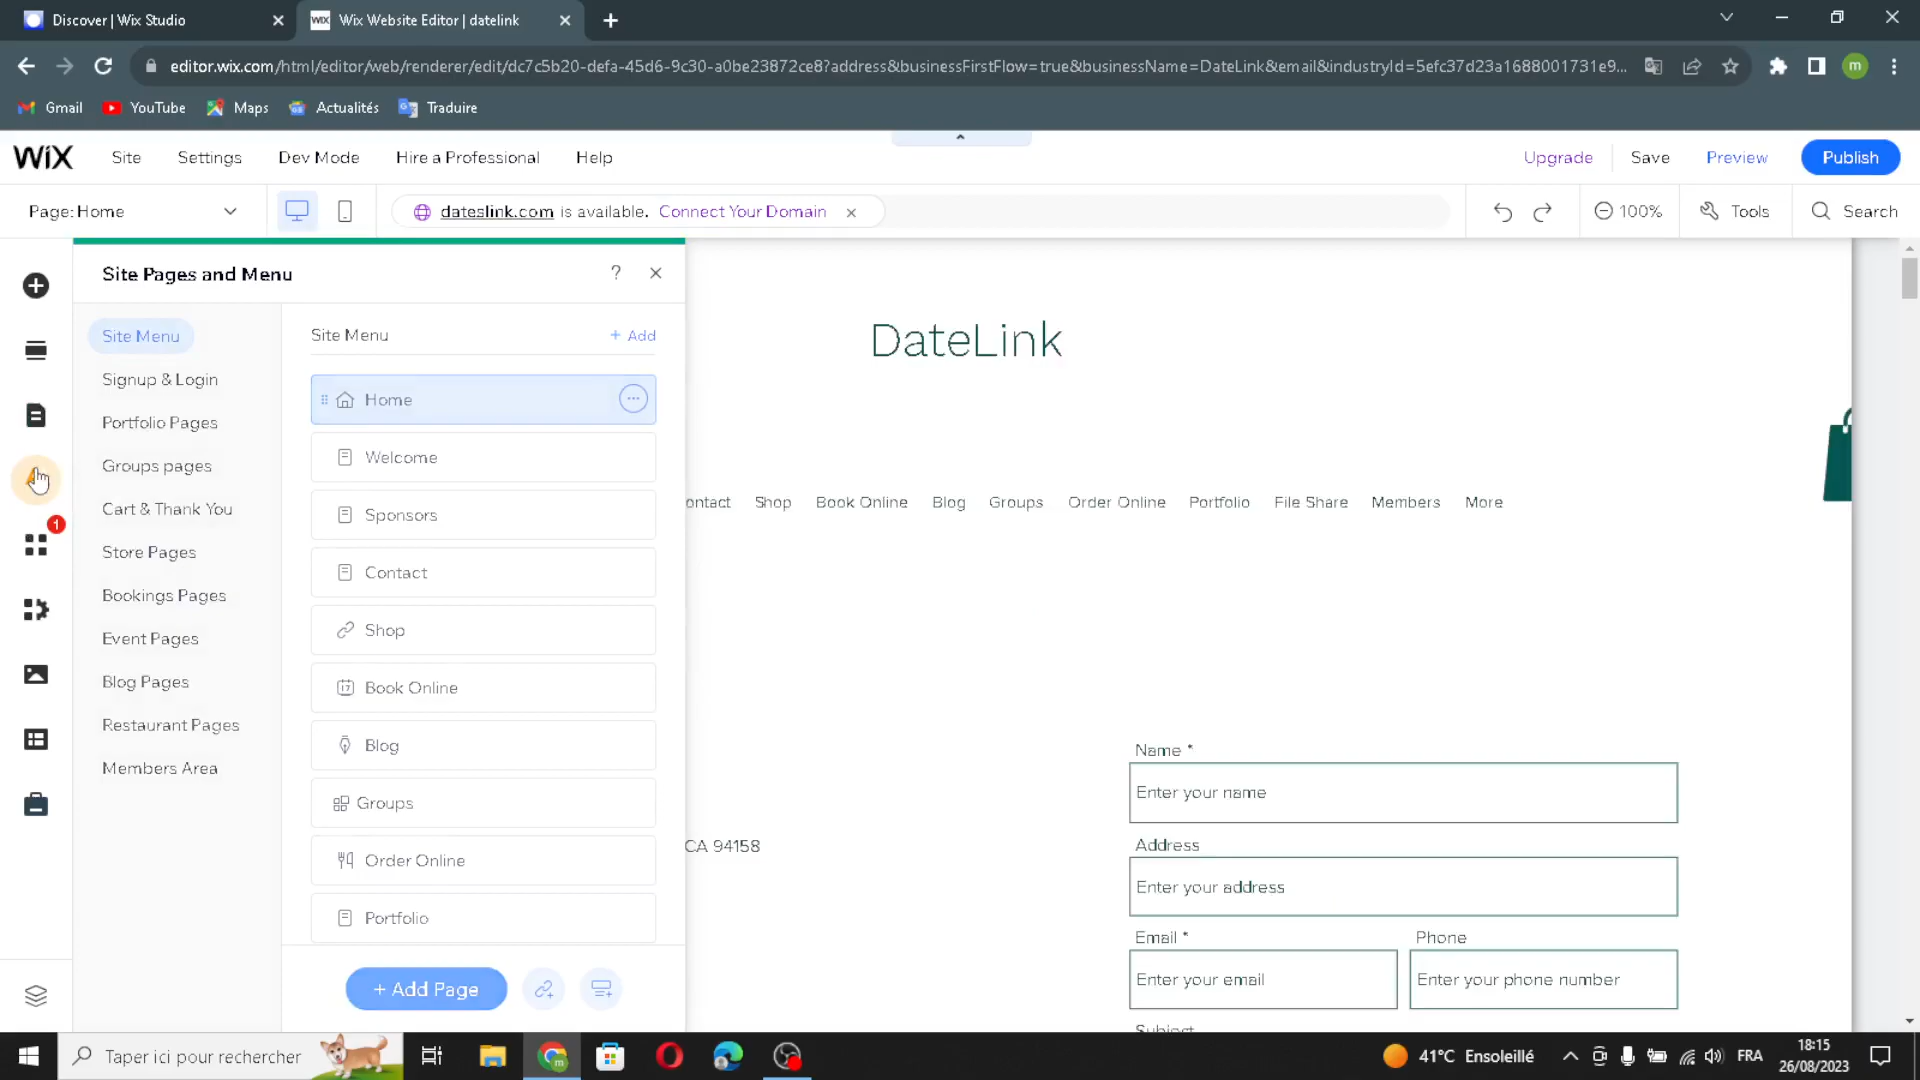 Discover | Wix Studio
WIX Wix Website Editor | datelink
editor.wix.com/html/editor/web/renderer/edit/dc7c5b20-defa-45d6-9c30-a0be23872ce8?address&businessFirstFlow=true&businessName=DateLink&email&industryId=5efc37d23a1688001731e9...
m
Gmail YouTube Maps Actualités Traduire
WIX Site Settings Dev Mode Hire a Professional Help Upgrade Save Preview Publish
Page: Home dateslink.com is available. Connect Your Domain 100% Tools Search
Site Pages and Menu ?
Site Menu
Signup & Login
Portfolio Pages
Groups pages
Cart & Thank You
Store Pages
Bookings Pages
Event Pages
Blog Pages
Restaurant Pages
Members Area
1
Site Menu + Add
Home
Welcome
Sponsors
Contact
Shop
17 Book Online
Blog
Groups
Order Online
Portfolio
+ Add Page
DateLink
ontact Shop Book Online Blog Groups Order Online Portfolio File Share Members More
CA 94158
Name *
Enter your name
Address
Enter your address
Email * Phone
Enter your email Enter your phone number
Subject
Taper ici pour rechercher
41°C Ensoleillé FRA 18:15
26/08/2023